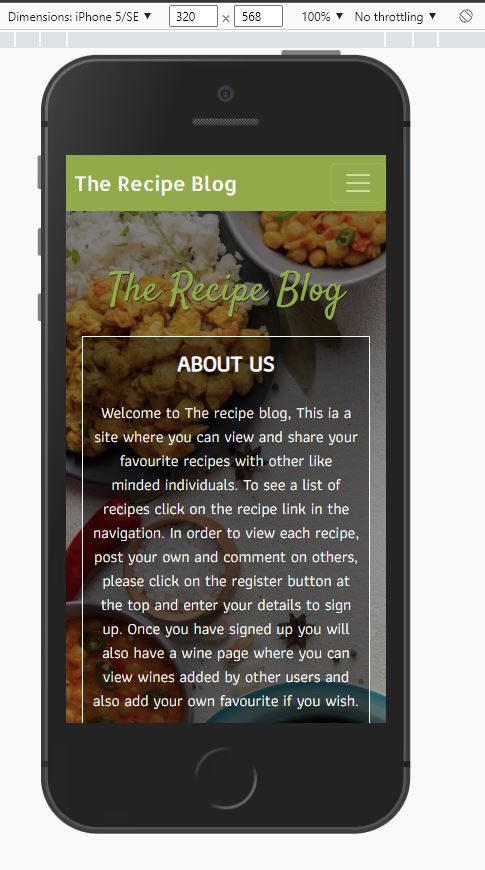 Dimensions: iPhone 5/SE ▼ 320 × 568 100% ▼ No throttling ▼
The Recipe Blog
The Recipe Blog
ABOUT US
Welcome to The recipe blog, This ia a
site where you can view and share your
favourite recipes with other like
minded individuals. To see a list of
recipes click on the recipe link in the
navigation. In order to view each recipe,
post your own and comment on others,
please click on the register button at
the top and enter your details to sign
up. Once you have signed up you will
also have a wine page where you can
view wines added by other users and
also add your own favourite if you wish.